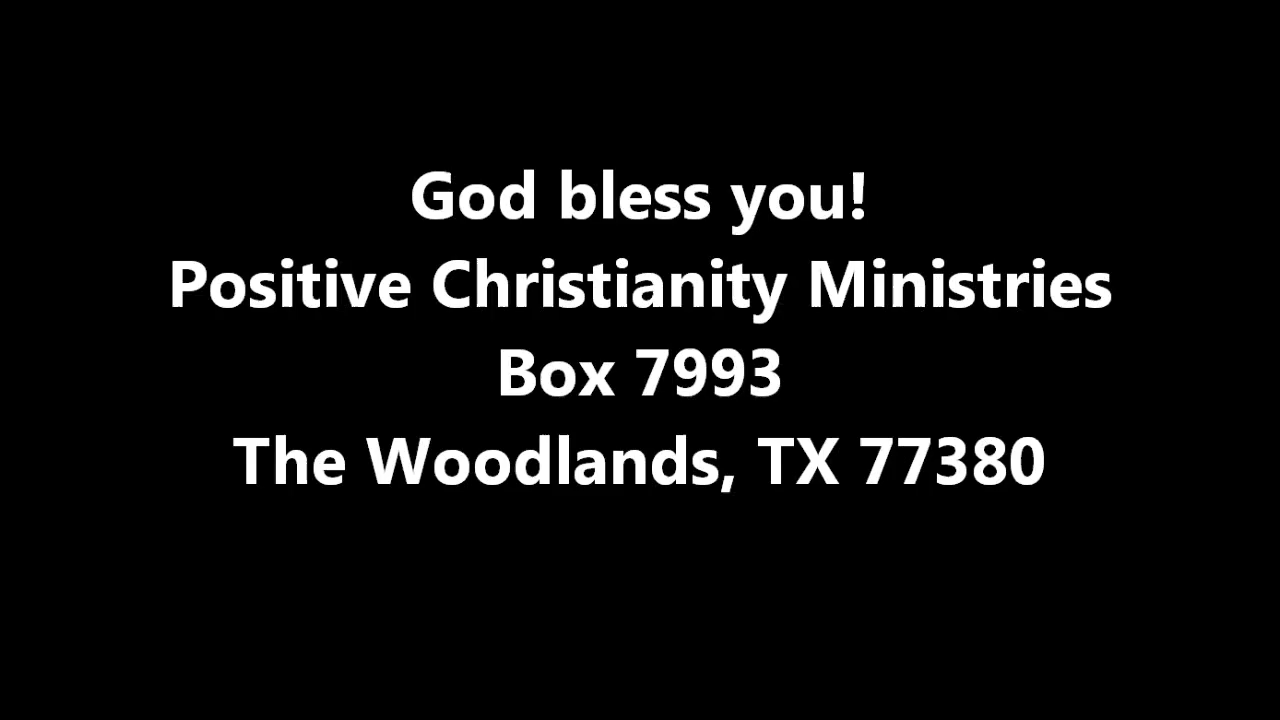 God bless you!
Positive Christianity Ministries
Box 7993
The Woodlands, TX 77380